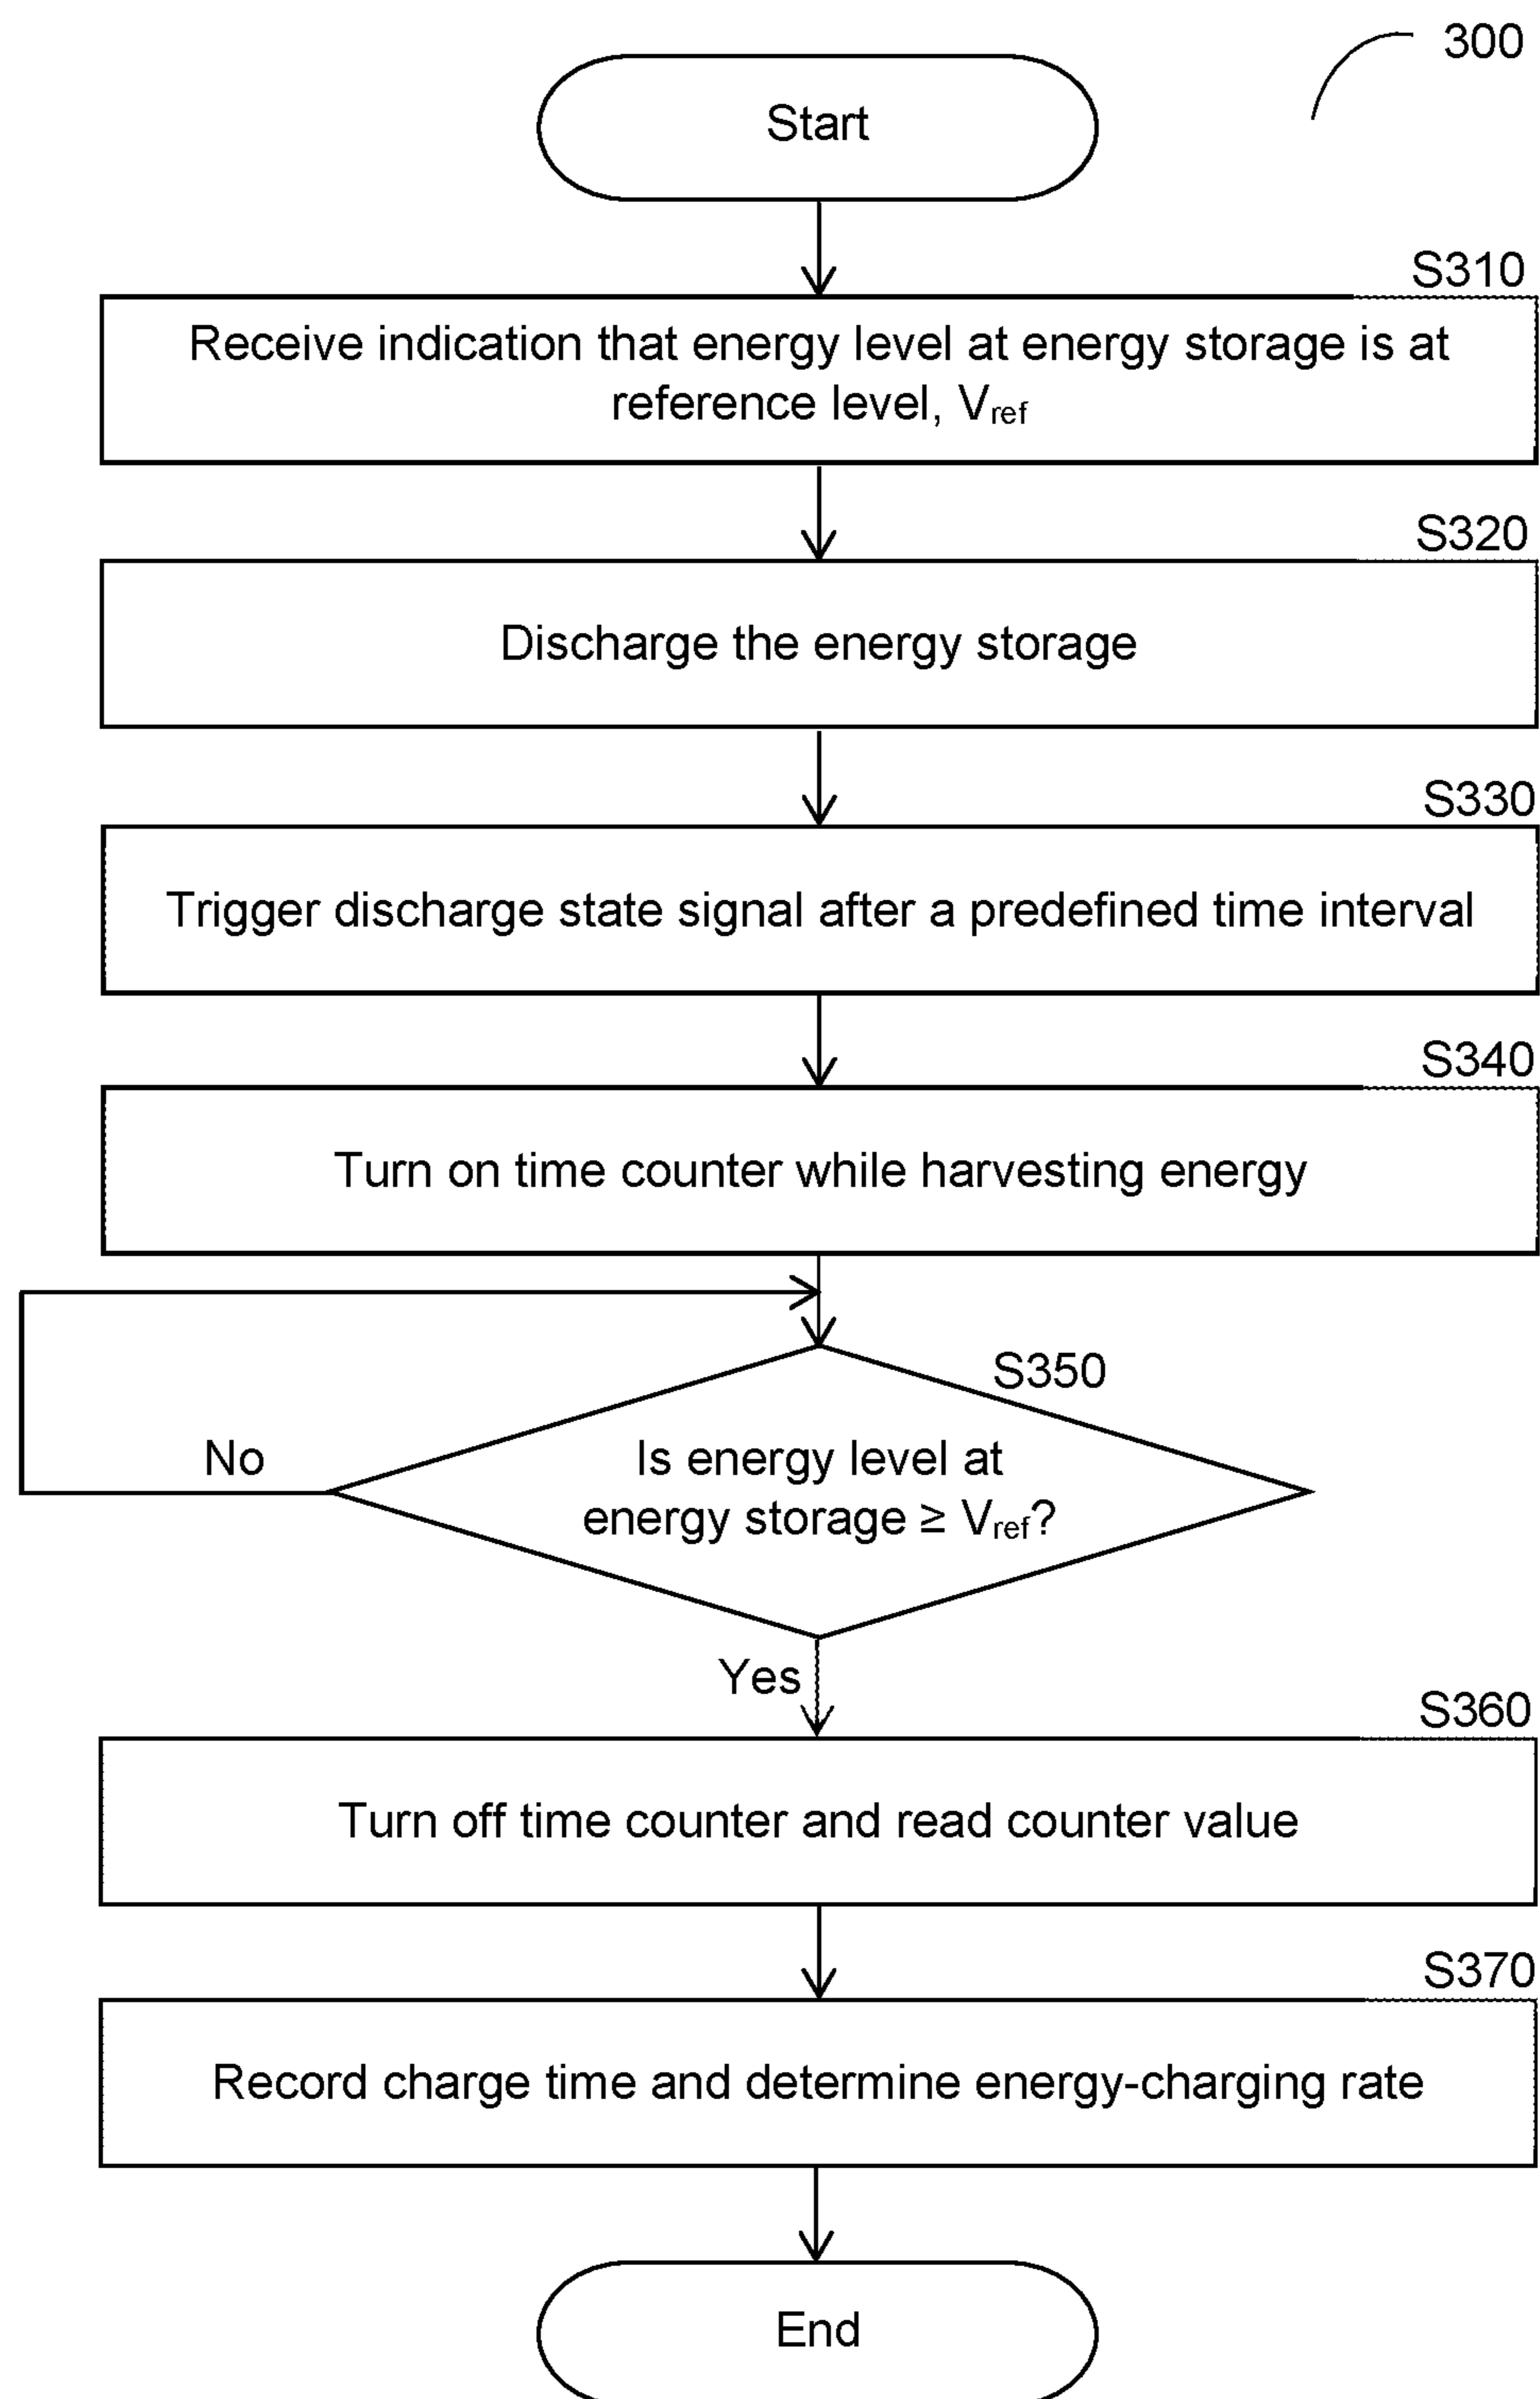 300
Start
S310
Receive indication that energy level at energy storage is at
reference level, Vref
S320
Discharge the energy storage
S330
Trigger discharge state signal after a predefined time interval
S340
Turn on time counter while harvesting energy
S350
No
Is energy level at
energy storage ≥ Vref?
Yes
S360
Turn off time counter and read counter value
S370
Record charge time and determine energy-charging rate
End